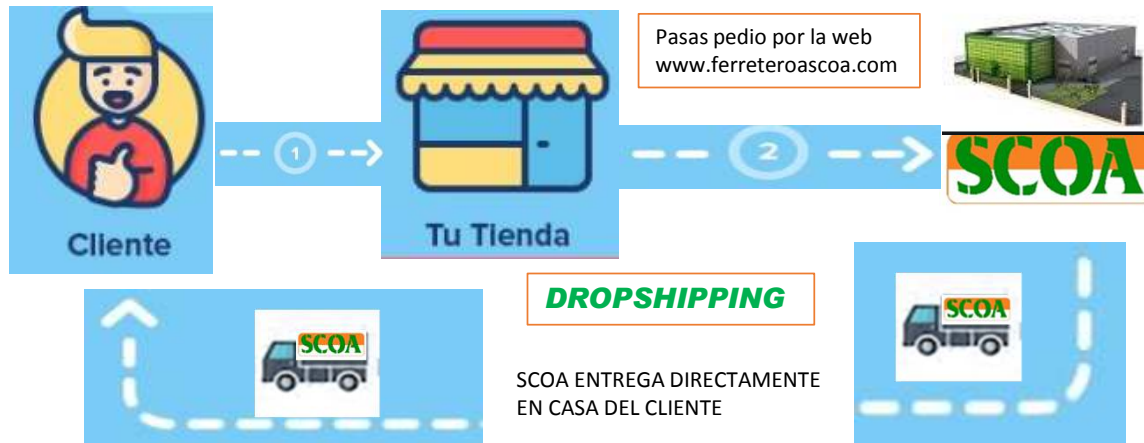 Pasas pedio por la web
www.ferreteroascoa.com
1
2
SCOA
Cliente
Tu Tienda
DROPSHIPPING
SCOA
SCOA
SCOA ENTREGA DIRECTAMENTE
EN CASA DEL CLIENTE